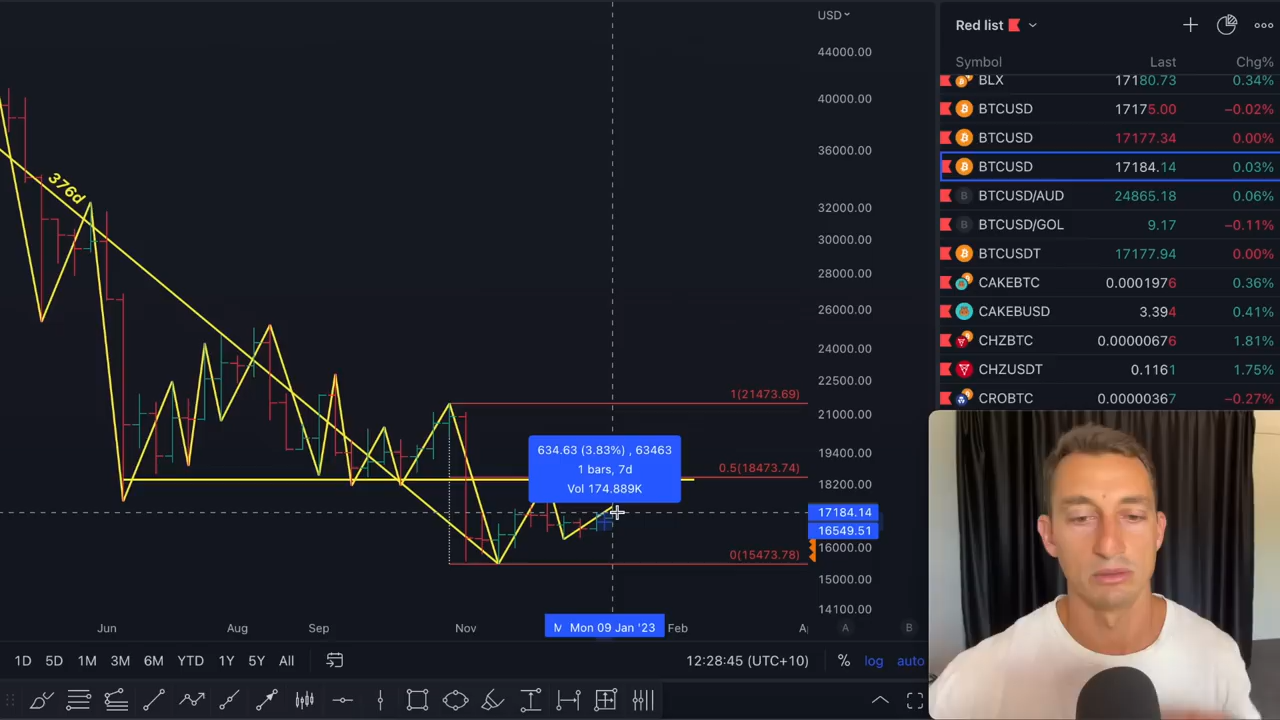 USD
44000.00
40000.00
36000.00
32000.00
30000.00
28000.00
26000.00
24000.00
22500.00
21000.00
19400.00
18200.00
17184.14
16549.51
16000.00
15000.00
14100.00
376d
1(21473.69)
0.5(18473.74)
0(15473.78)
634.63 (3.83%) , 63463
1 bars, 7d
Vol 174.889K
Jun
Aug
Sep
Nov
Mon 09 Jan '23
Feb
A
B
1D 5D 1M 3M 6M YTD 1Y 5Y All
12:28:45 (UTC+10) % log auto
Red list
Symbol Last Chg%
BLX 17180.73 0.34%
BTCUSD 17175.00 −0.02%
BTCUSD 17177.34 0.00%
BTCUSD 17184.14 0.03%
BTCUSD/AUD 24865.18 0.06%
BTCUSD/GOL 9.17 −0.11%
BTCUSDT 17177.94 0.00%
CAKEBTC 0.0001976 0.36%
CAKEBUSD 3.394 0.41%
CHZBTC 0.00000676 1.81%
CHZUSDT 0.1161 1.75%
CROBTC 0.00000367 −0.27%